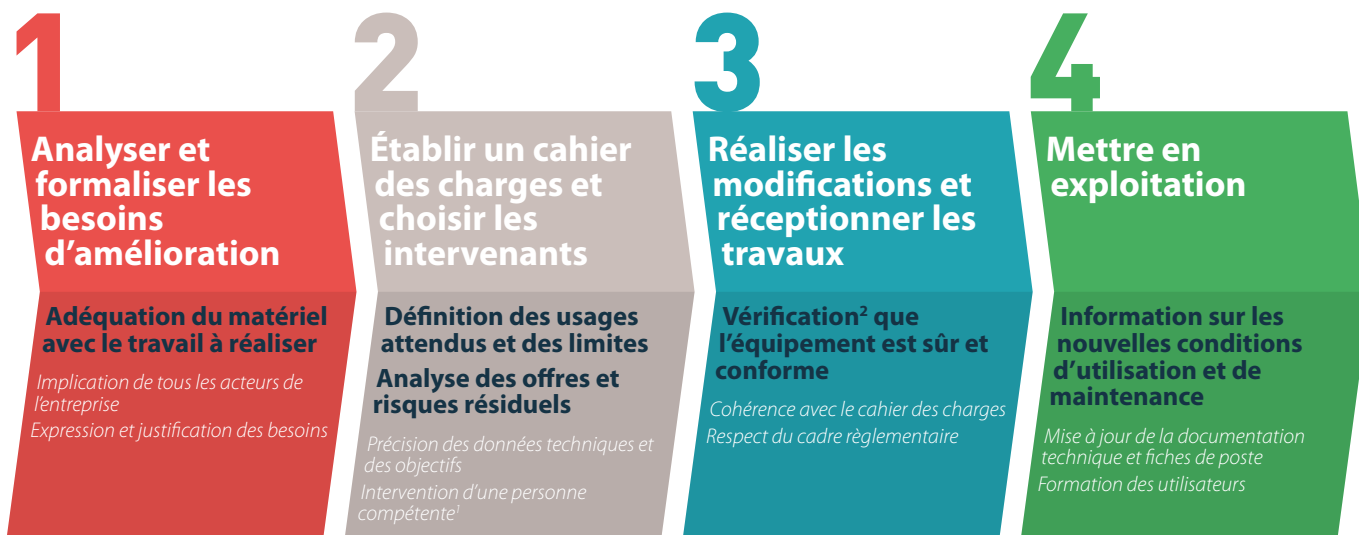 1
Analyser et
formaliser les
besoins
d’amélioration
Adéquation du matériel
avec le travail à réaliser
Implication de tous les acteurs de
l’entreprise
Expression et justification des besoins
2
Établir un cahier
des charges et
choisir les
intervenants
Définition des usages
attendus et des limites
Analyse des offres et
risques résiduels
Précision des données techniques et
des objectifs
Intervention d’une personne
compétente¹
3
Réaliser les
modifications et
réceptionner les
travaux
Vérification² que
l’équipement est sûr et
conforme
Cohérence avec le cahier des charges
Respect du cadre règlementaire
4
Mettre en
exploitation
Information sur les
nouvelles conditions
d’utilisation et de
maintenance
Mise à jour de la documentation
technique et fiches de poste
Formation des utilisateurs